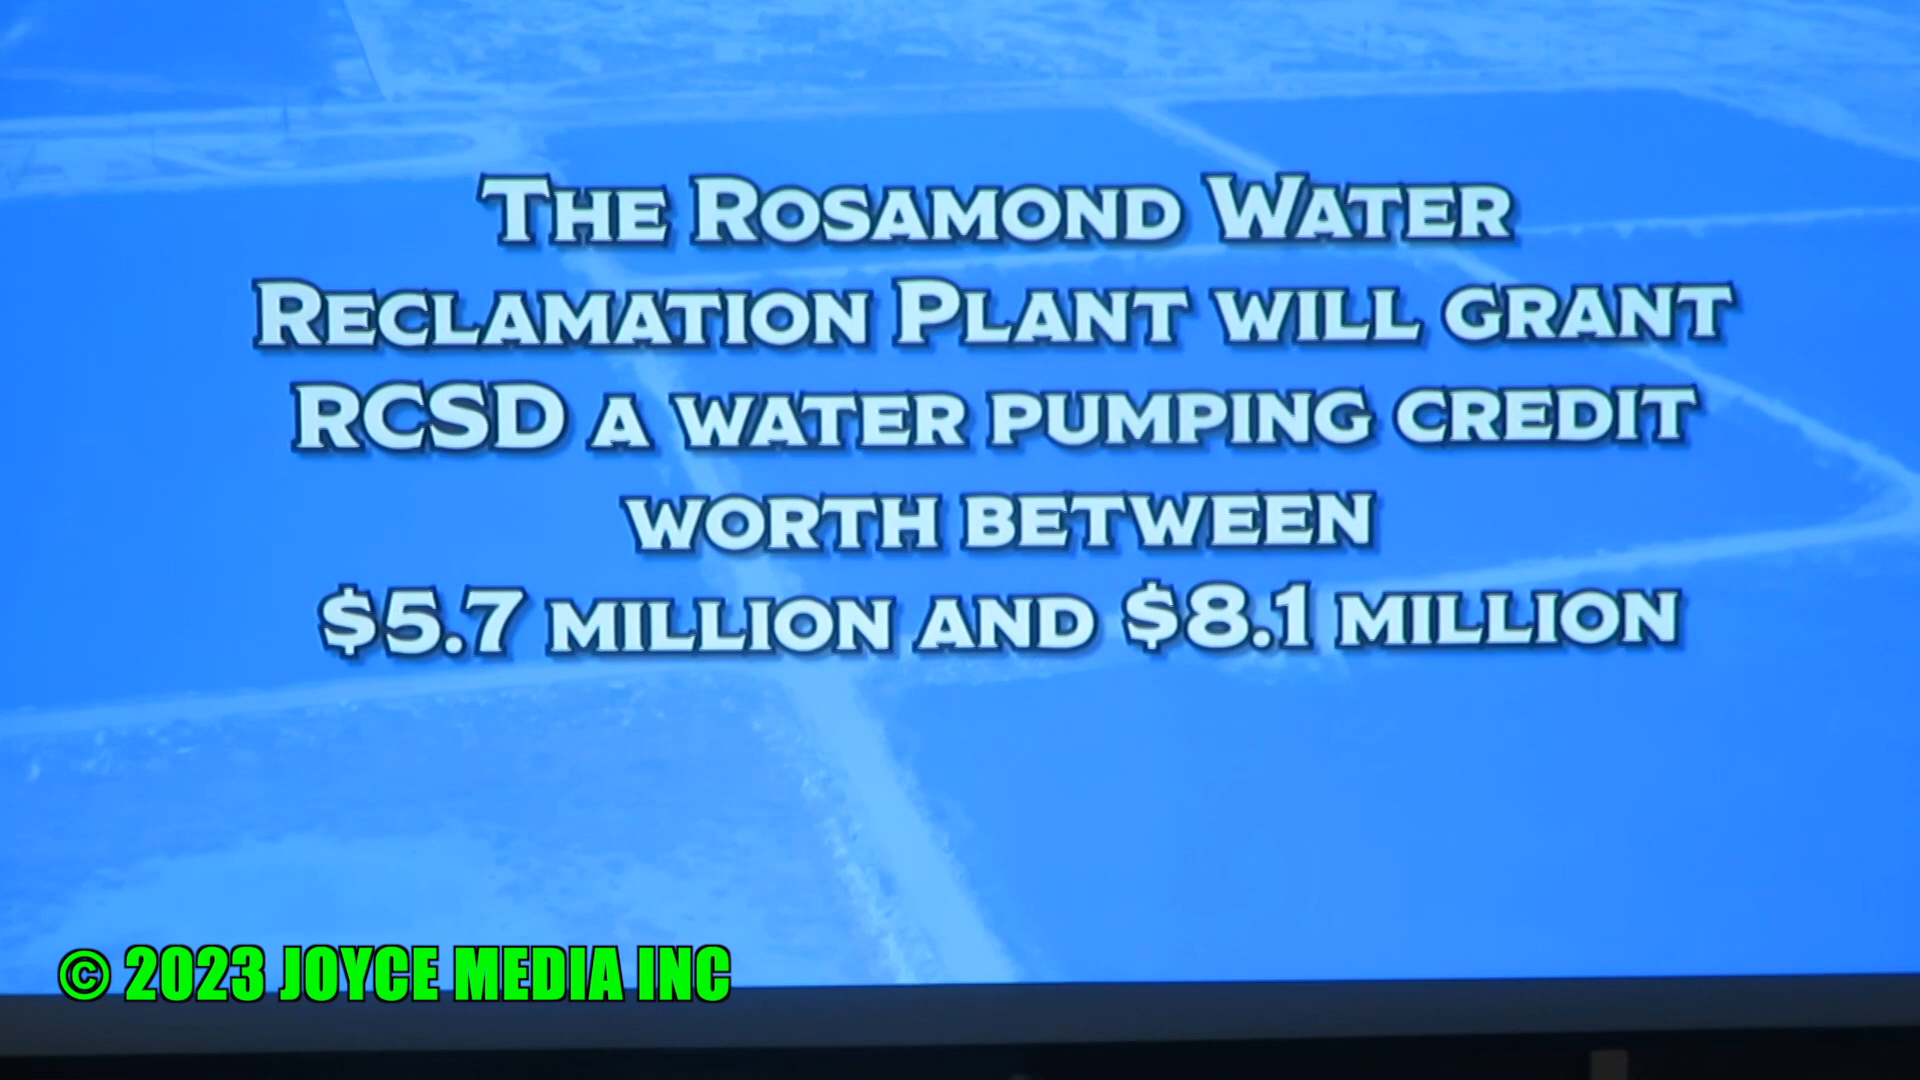 THE ROSAMOND WATER
RECLAMATION PLANT WILL GRANT
RCSD A WATER PUMPING CREDIT
WORTH BETWEEN
$5.7 MILLION AND $8.1 MILLION
© 2023 JOYCE MEDIA INC